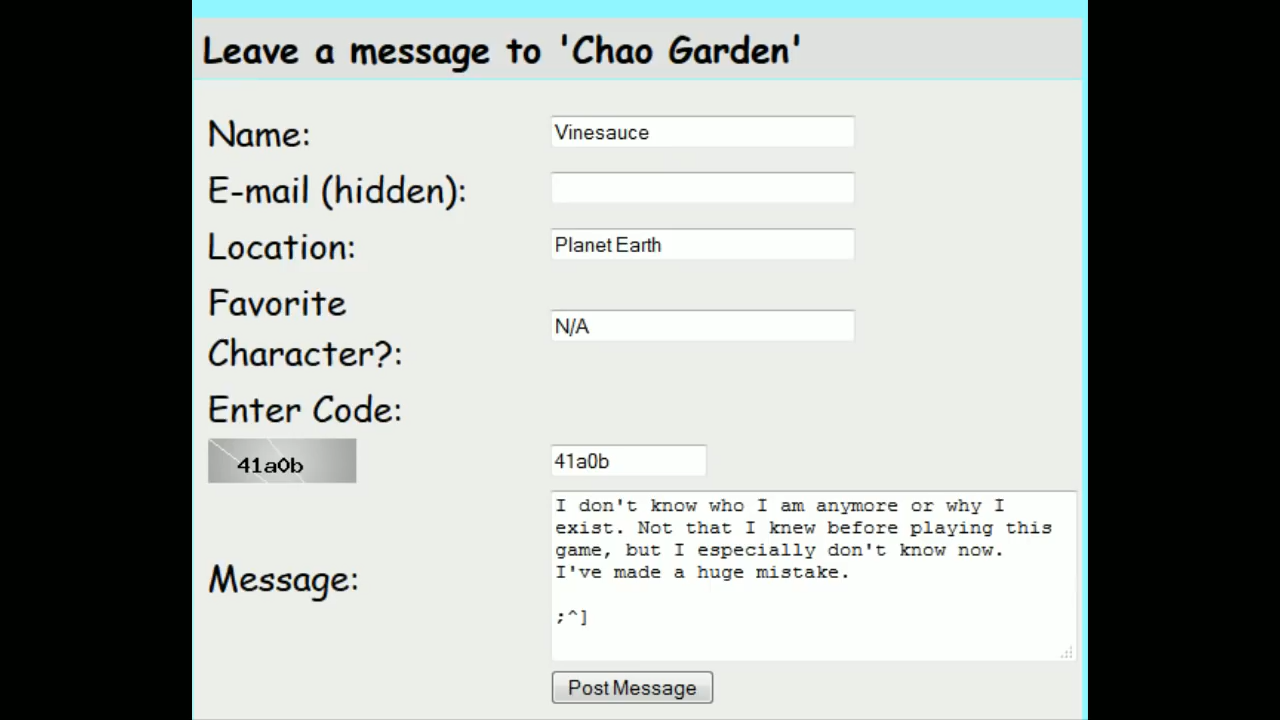 Leave a message to 'Chao Garden'
Name:
Vinesauce
E-mail (hidden):
Location:
Planet Earth
Favorite
Character?:
N/A
Enter Code:
41a0b
41a0b
Message:
I don't know who I am anymore or why I
exist. Not that I knew before playing this
game, but I especially don't know now.
I've made a huge mistake.
;^]
Post Message